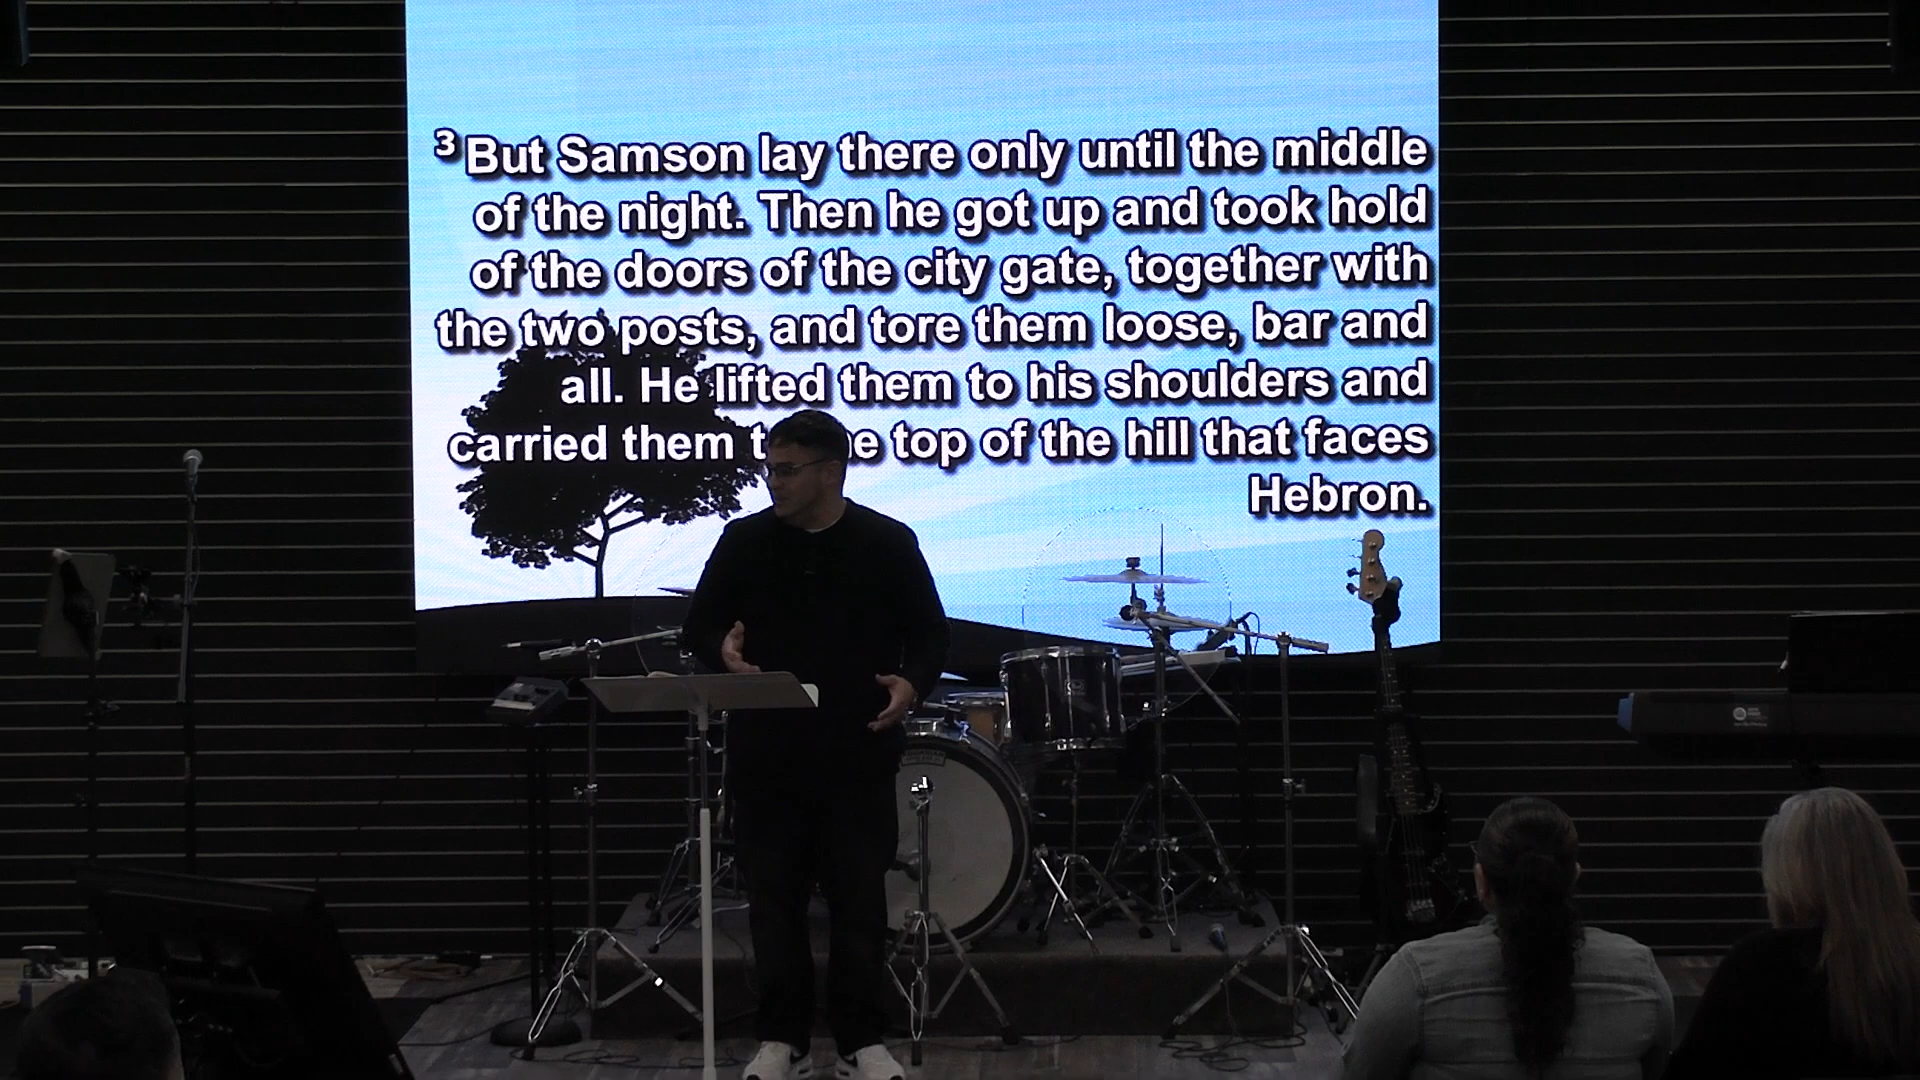 3 But Samson lay there only until the middle
of the night. Then he got up and took hold
of the doors of the city gate, together with
the two posts, and tore them loose, bar and
all. He lifted them to his shoulders and
carried them top of the hill that faces
Hebron.